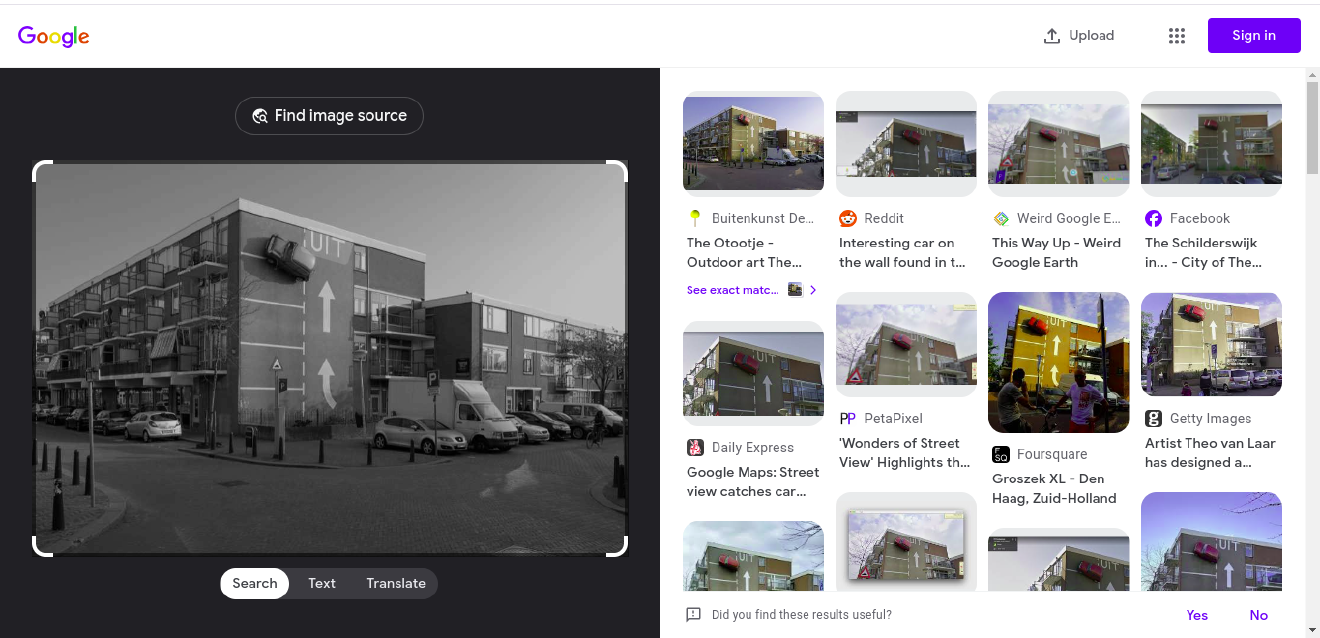 Google
Upload
Sign in
Find image source
UIT
P
P
Search
Text
Translate
Buitenkunst De...
The Otootje -
Outdoor art The...
See exact matc...
Reddit
Interesting car on
the wall found in t...
Weird Google E...
This Way Up - Weird
Google Earth
Facebook
The Schilderswijk
in... - City of The...
Daily Express
Google Maps: Street
view catches car...
PetaPixel
'Wonders of Street
View' Highlights th...
Foursquare
Groszek XL - Den
Haag, Zuid-Holland
Getty Images
Artist Theo van Laar
has designed a...
Did you find these results useful?
Yes
No